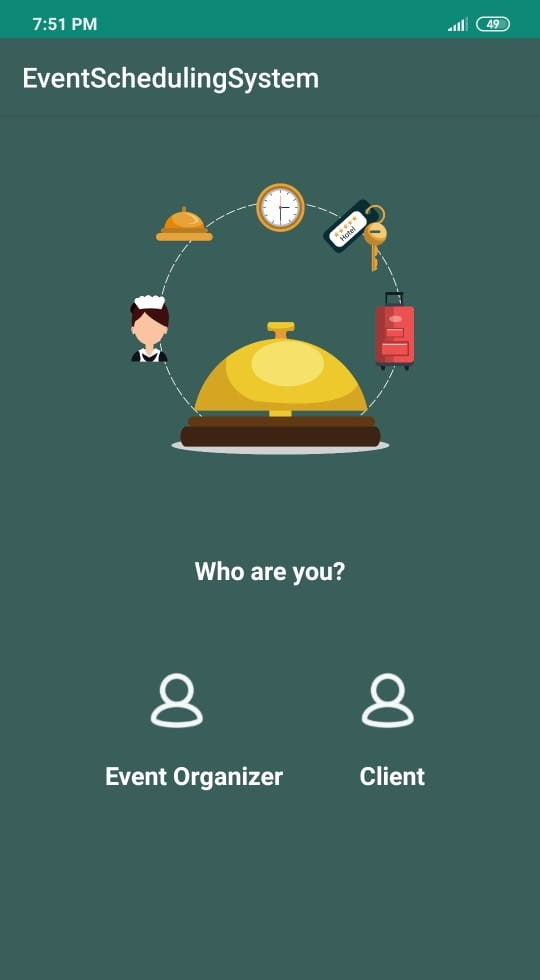 7:51 PM
49
EventSchedulingSystem
Hotel
Who are you?
Event Organizer
Client